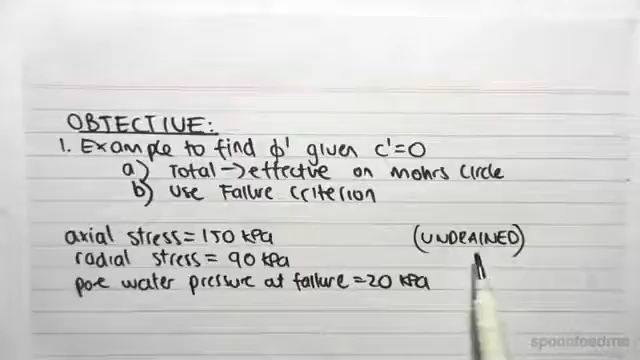 OBJECTIVE:
1. Example to find ϕ' given c'=0
a) Total→effective on Mohrs Circle
b) Use Failure Criterion
axial stress = 150 kPa
(UNDRAINED)
radial stress = 90 kPa
pore water pressure at failure = 20 kPa
spoonfeedme